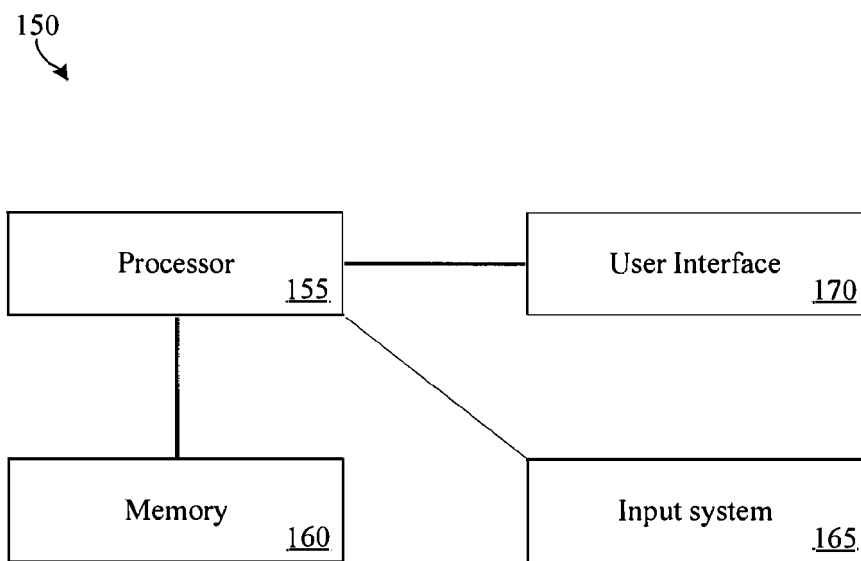 150
Processor
155
User Interface
170
Memory
160
Input system
165